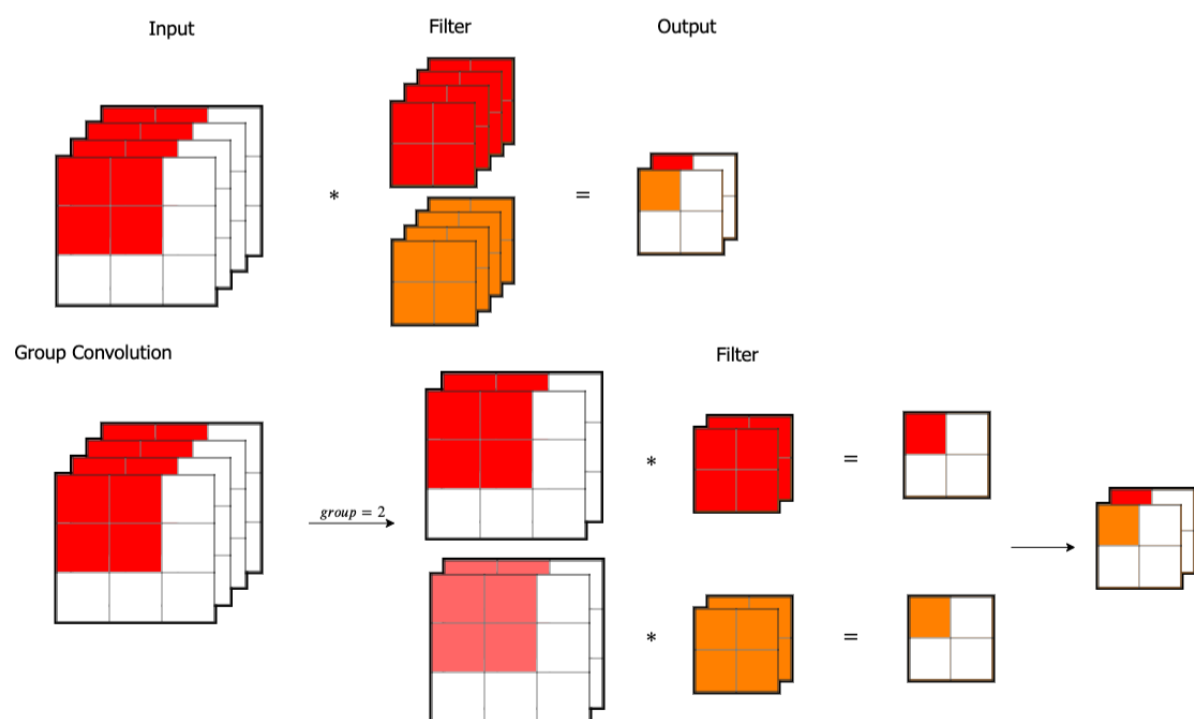 Input
Filter
Output
*
=
Group Convolution
Filter
group = 2
*
=
*
=